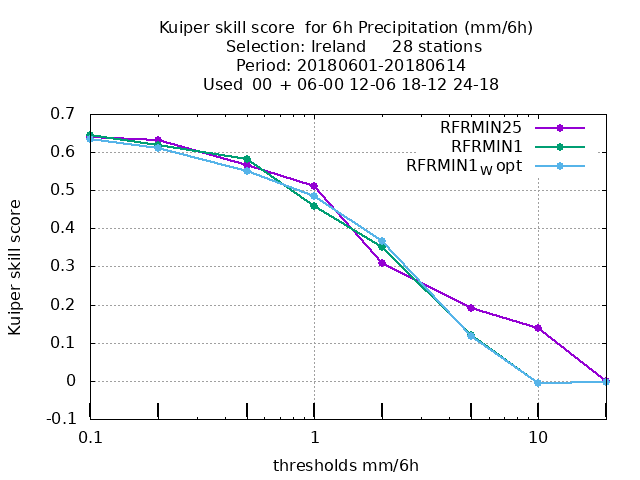 Kuiper skill score  for 6h Precipitation (mm/6h)
Selection: Ireland     28 stations
Period: 20180601-20180614
Used  00  + 06-00 12-06 18-12 24-18
RFRMIN25
RFRMIN1
RFRMIN1w opt
0.7
0.6
0.5
0.4
0.3
0.2
0.1
0
-0.1
Kuiper skill score
0.1 1 10
thresholds mm/6h